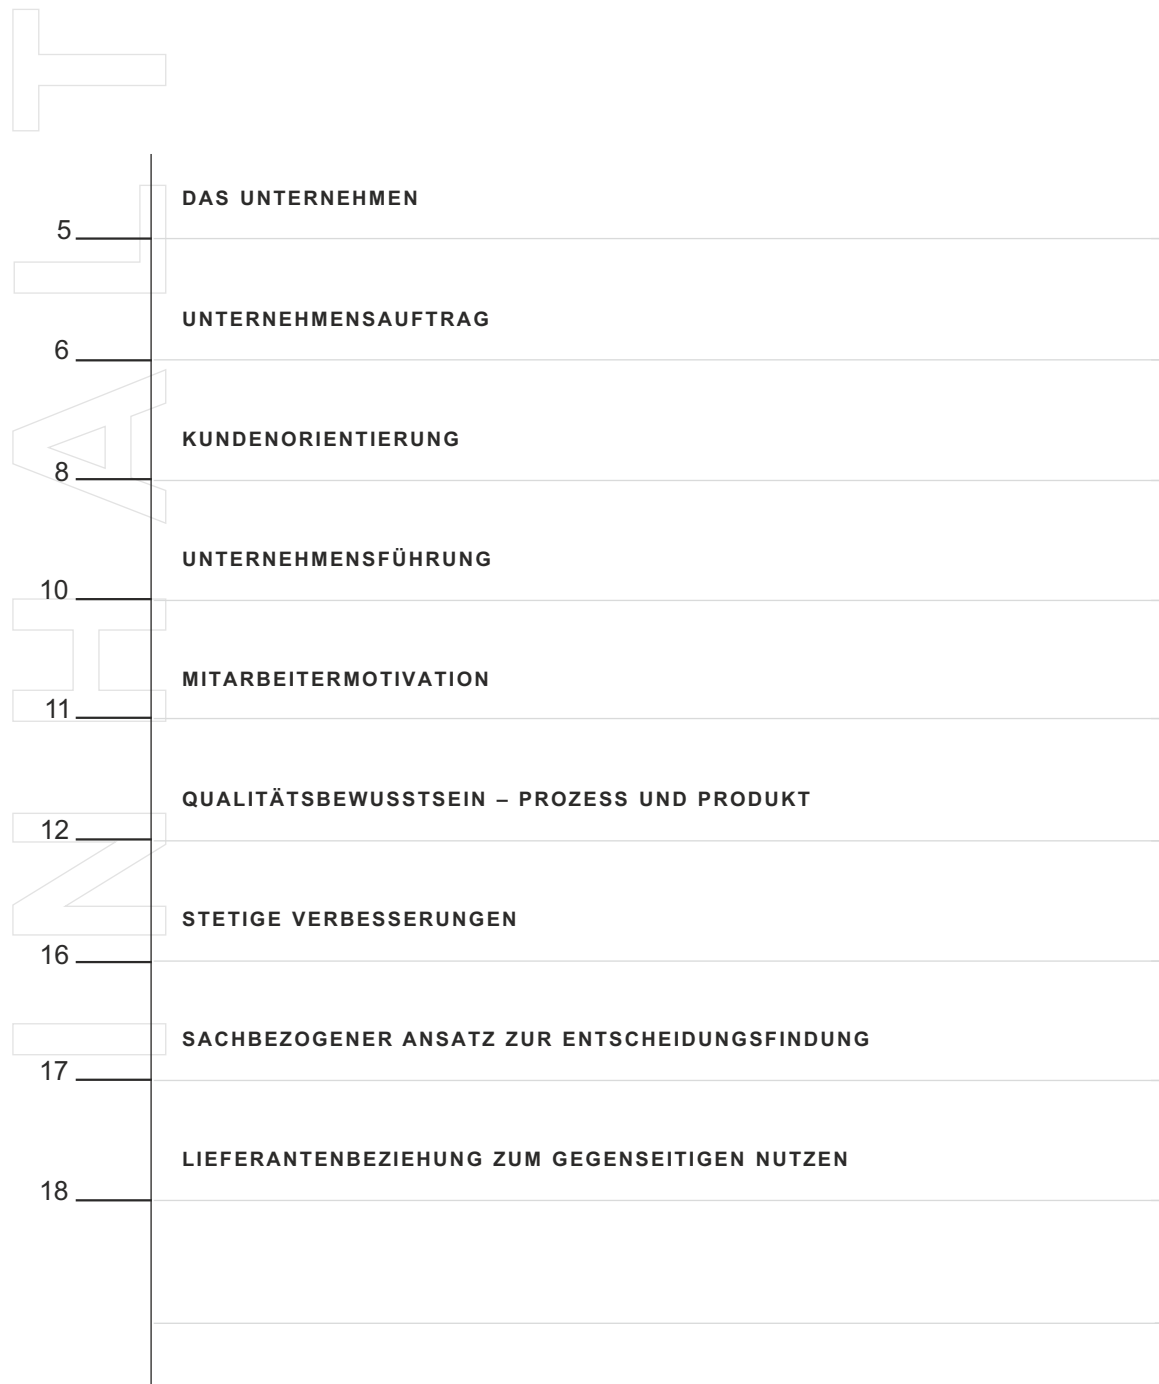 INHALT
DAS UNTERNEHMEN
5
UNTERNEHMENSAUFTRAG
6
KUNDENORIENTIERUNG
8
UNTERNEHMENSFÜHRUNG
10
MITARBEITERMOTIVATION
11
QUALITÄTSBEWUSSTSEIN – PROZESS UND PRODUKT
12
STETIGE VERBESSERUNGEN
16
SACHBEZOGENER ANSATZ ZUR ENTSCHEIDUNGSFINDUNG
17
LIEFERANTENBEZIEHUNG ZUM GEGENSEITIGEN NUTZEN
18